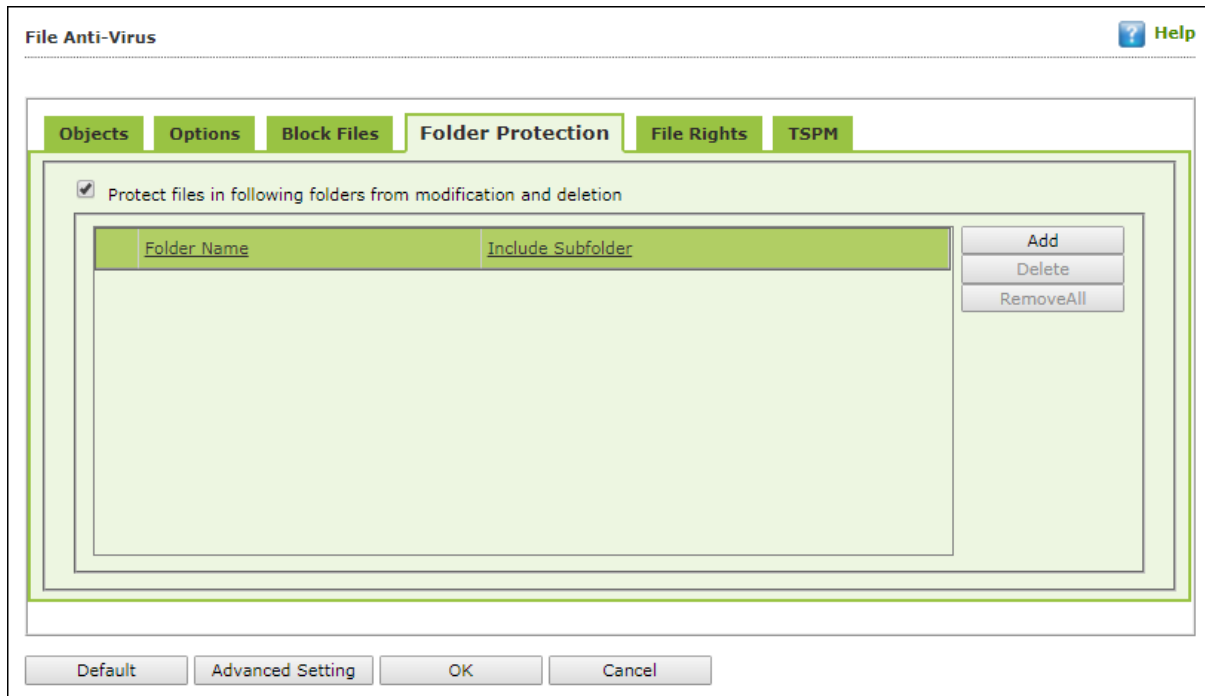 File Anti-Virus
Help
Objects Options Block Files Folder Protection File Rights TSPM
Protect files in following folders from modification and deletion
Folder Name Include Subfolder
Add
Delete
RemoveAll
Default Advanced Setting OK Cancel